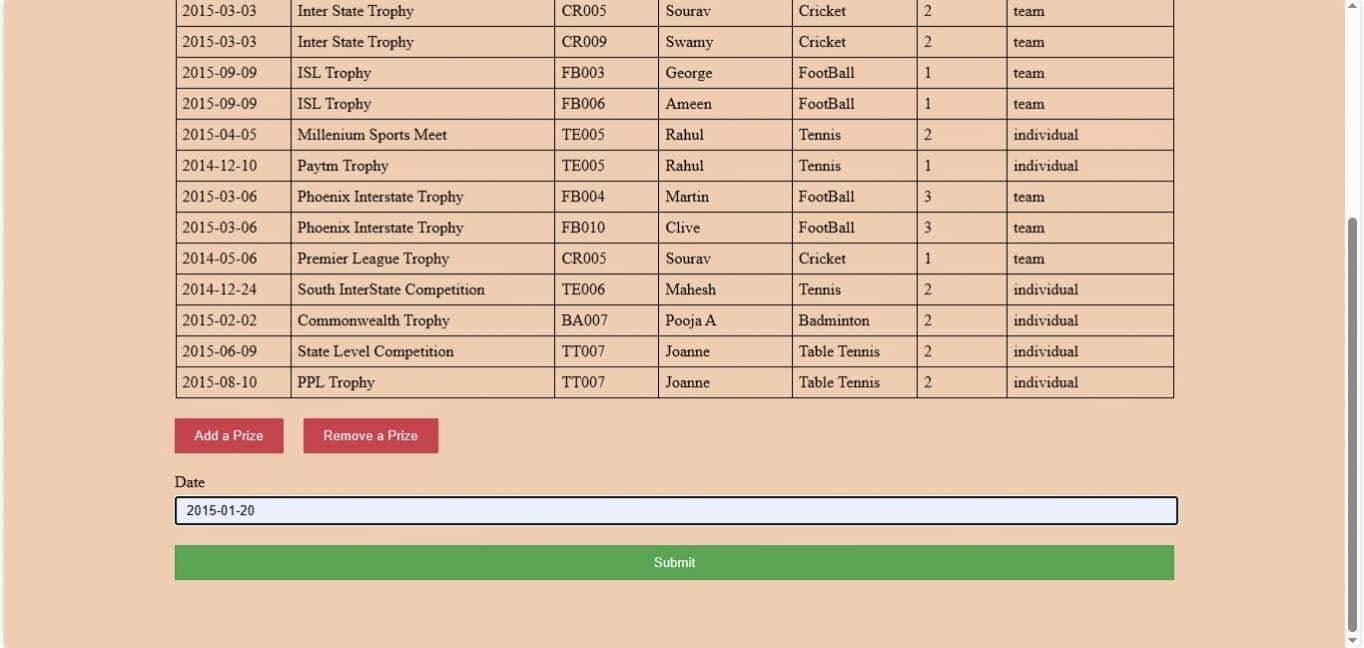 2015-03-03 Inter State Trophy CR005 Sourav Cricket 2 team
2015-03-03 Inter State Trophy CR009 Swamy Cricket 2 team
2015-09-09 ISL Trophy FB003 George FootBall 1 team
2015-09-09 ISL Trophy FB006 Ameen FootBall 1 team
2015-04-05 Millenium Sports Meet TE005 Rahul Tennis 2 individual
2014-12-10 Paytm Trophy TE005 Rahul Tennis 1 individual
2015-03-06 Phoenix Interstate Trophy FB004 Martin FootBall 3 team
2015-03-06 Phoenix Interstate Trophy FB010 Clive FootBall 3 team
2014-05-06 Premier League Trophy CR005 Sourav Cricket 1 team
2014-12-24 South InterState Competition TE006 Mahesh Tennis 2 individual
2015-02-02 Commonwealth Trophy BA007 Pooja A Badminton 2 individual
2015-06-09 State Level Competition TT007 Joanne Table Tennis 2 individual
2015-08-10 PPL Trophy TT007 Joanne Table Tennis 2 individual
Add a Prize Remove a Prize
Date
2015-01-20
Submit